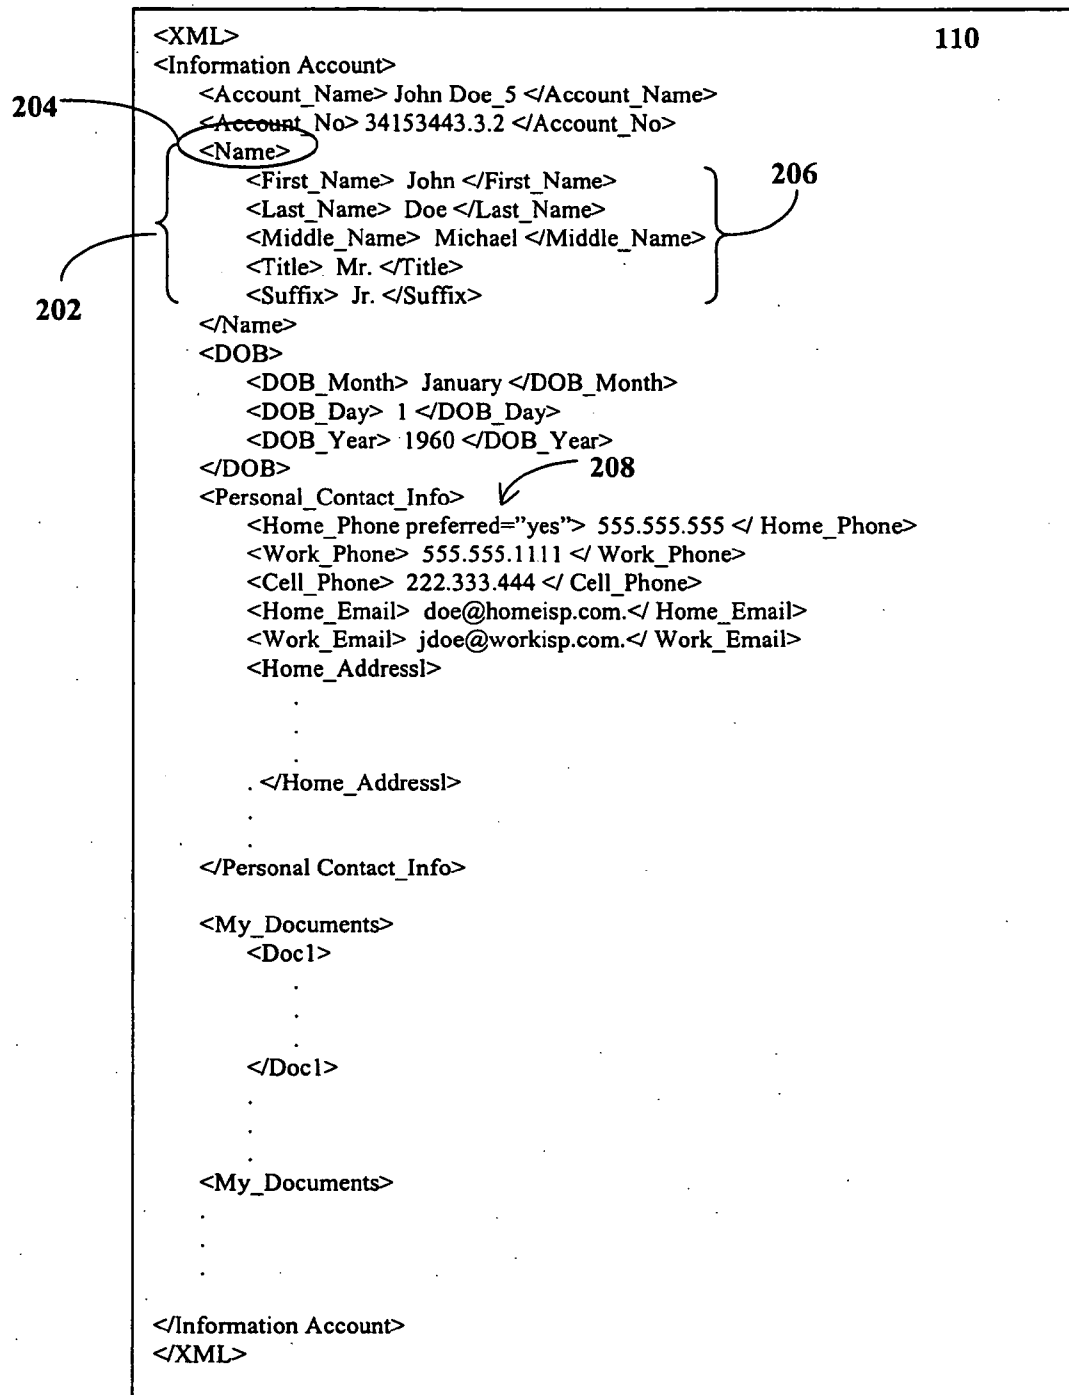 110
<XML>
<Information Account>
<Account_Name> John Doe_5 </Account_Name>
204
<Account_No> 34153443.3.2 </Account_No>
<Name>
<First_Name> John </First_Name>
206
<Last_Name> Doe </Last_Name>
<Middle_Name> Michael </Middle_Name>
<Title> Mr. </Title>
<Suffix> Jr. </Suffix>
202
</Name>
<DOB>
<DOB_Month> January </DOB_Month>
<DOB_Day> 1 </DOB_Day>
<DOB_Year> 1960 </DOB_Year>
</DOB>
208
<Personal_Contact_Info>
<Home_Phone preferred=”yes”> 555.555.555 </ Home_Phone>
<Work_Phone> 555.555.1111 </ Work_Phone>
<Cell_Phone> 222.333.444 </ Cell_Phone>
<Home_Email> doe@homeisp.com.</ Home_Email>
<Work_Email> jdoe@workisp.com.</ Work_Email>
<Home_Addressl>
.
.
.
. </Home_Addressl>
.
.
</Personal Contact_Info>
<My_Documents>
<Doc1>
.
.
.
</Doc1>
.
.
.
<My_Documents>
.
.
.
</Information Account>
</XML>